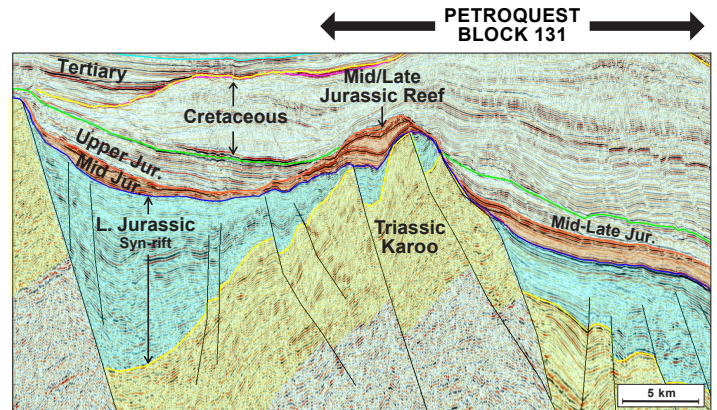 PETROQUEST
BLOCK 131
Tertiary
Mid/Late
Jurassic Reef
Cretaceous
Upper Jur.
Mid Jur.
L. Jurassic
Syn-rift
Triassic
Karoo
Mid-Late Jur.
5 km